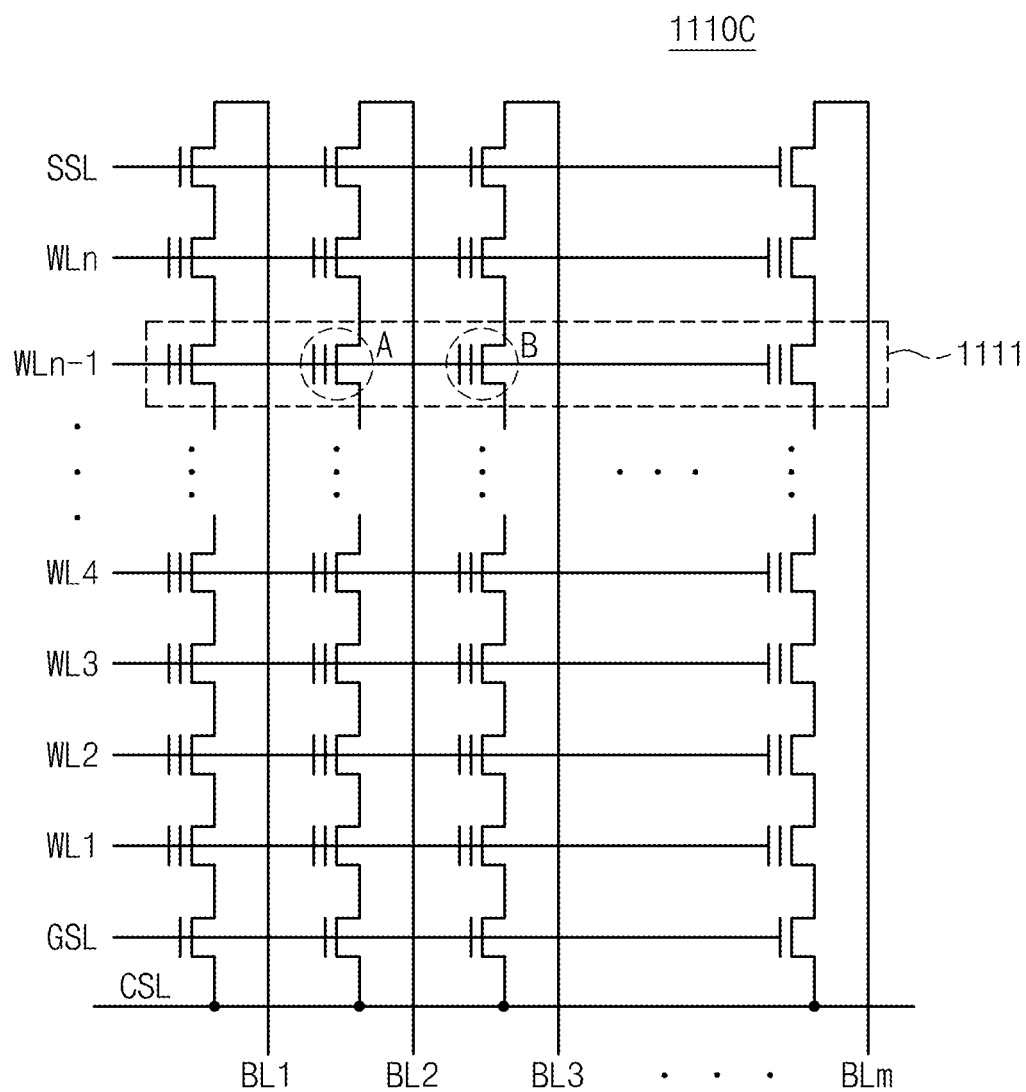 1110C
SSL
WLn
WLn-1
A
B
1111
WL4
WL3
WL2
WL1
GSL
CSL
BL1 BL2 BL3 · · · BLm